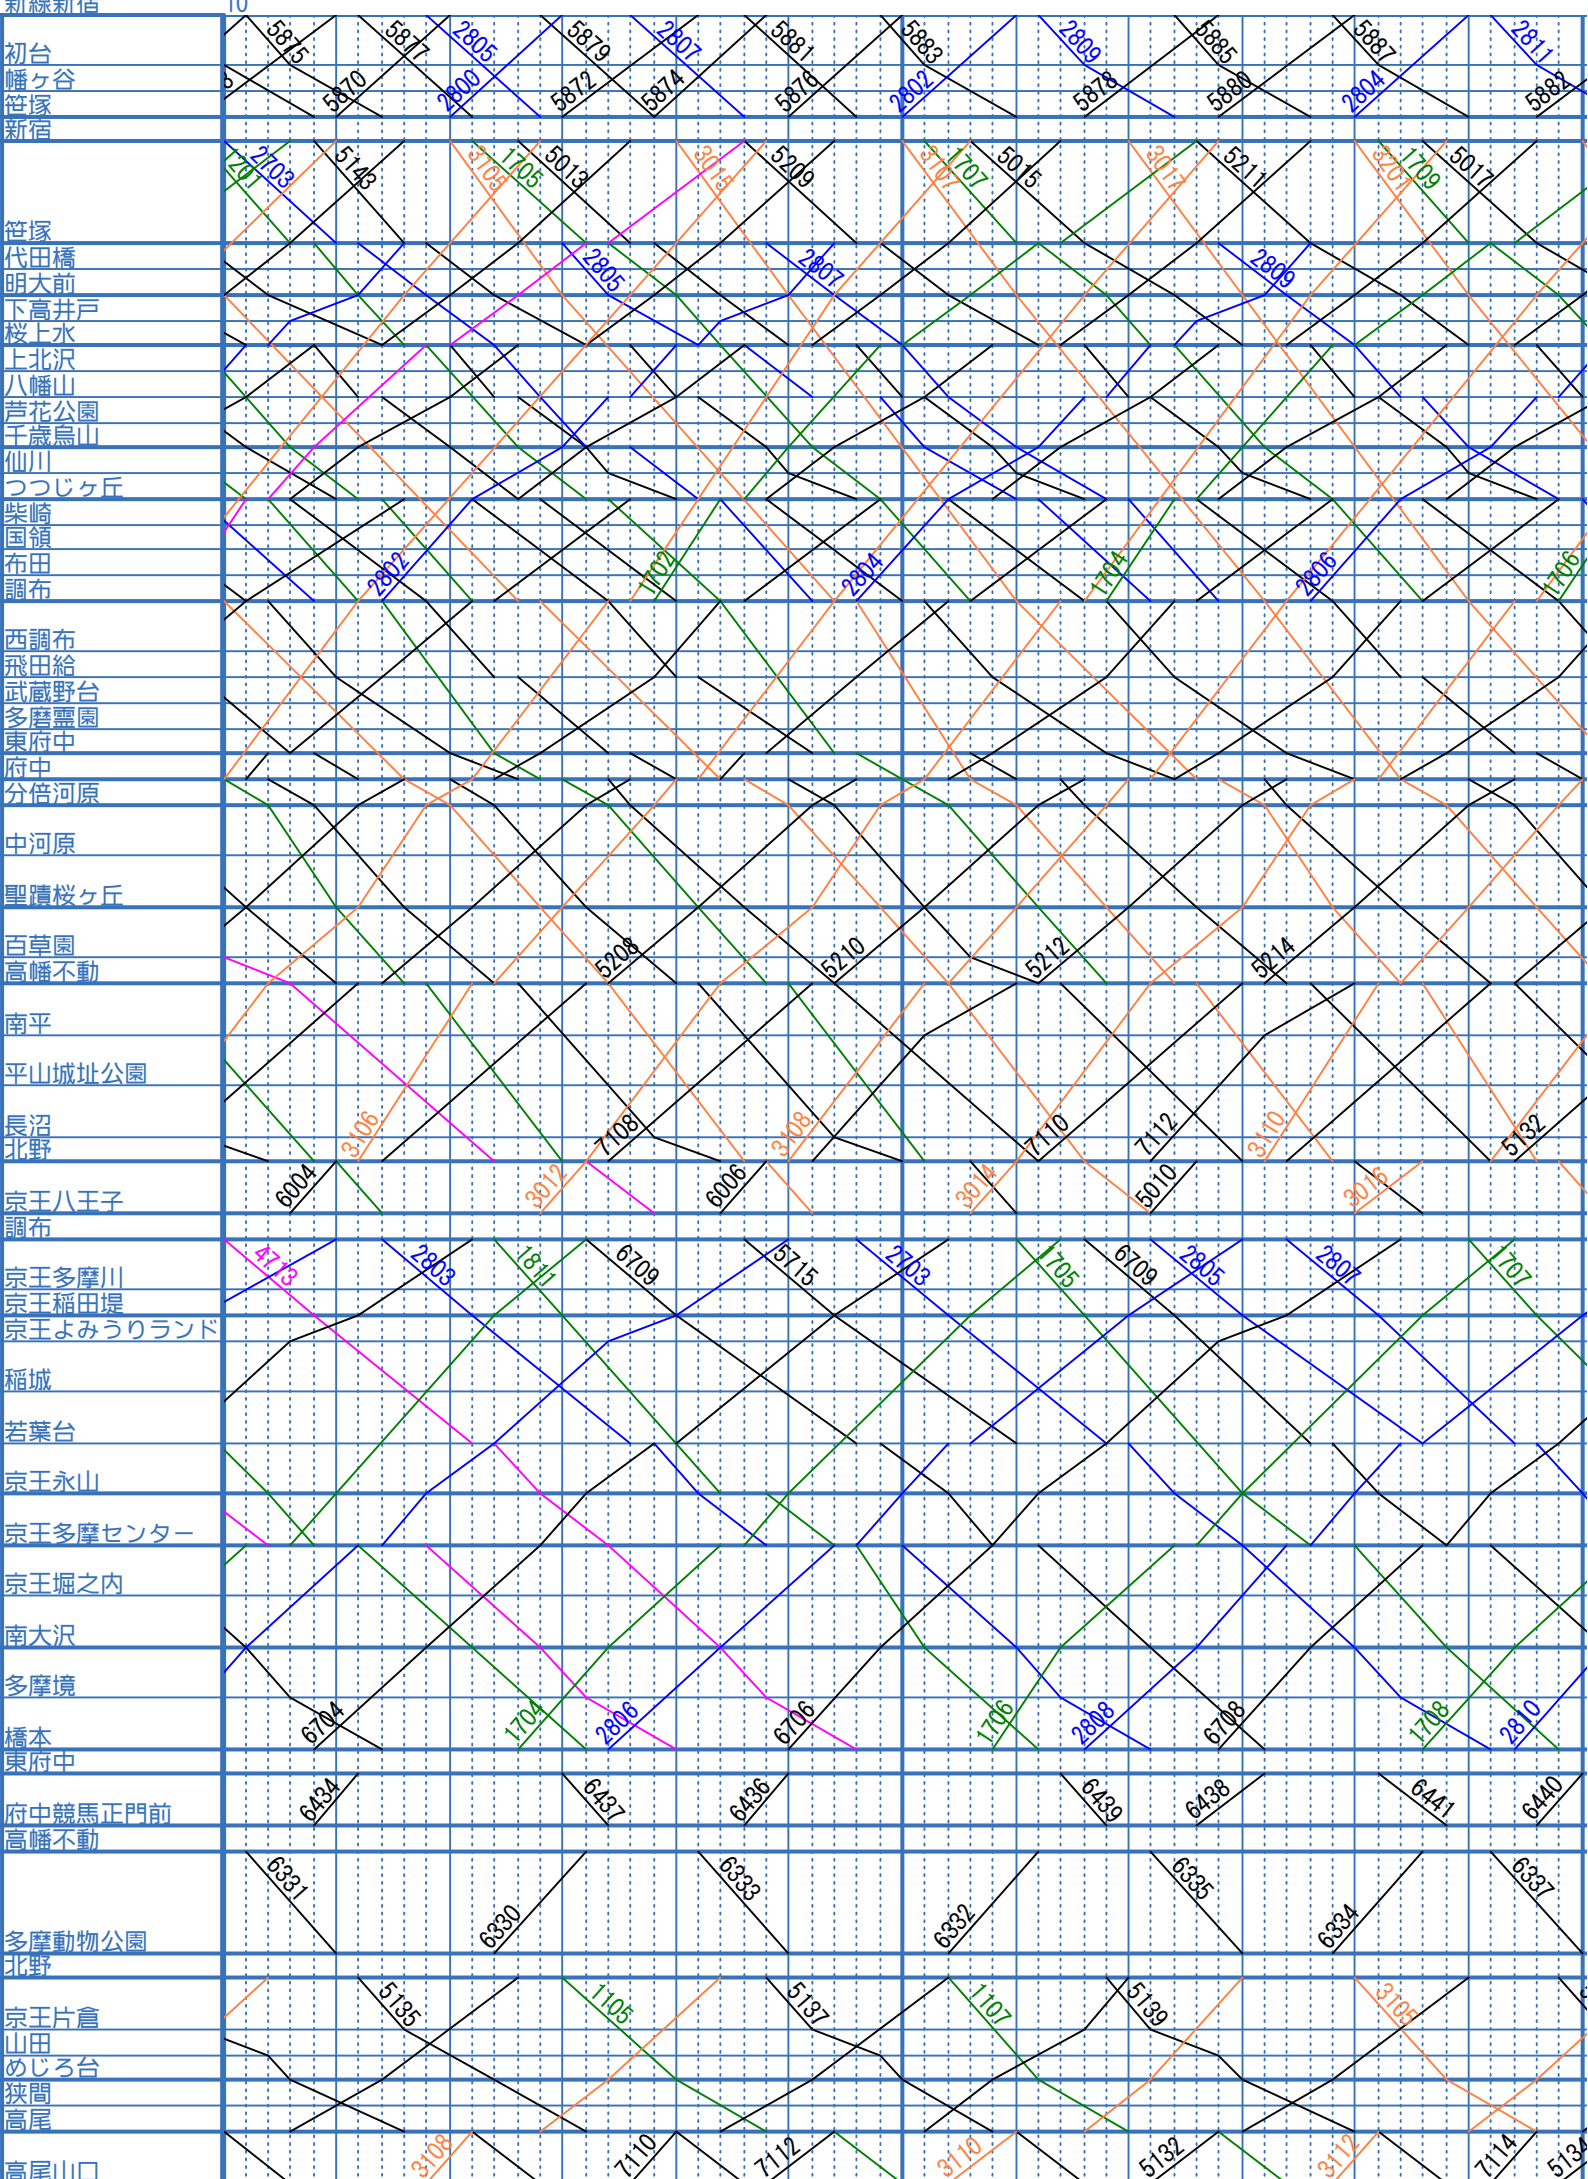 新線新宿 10
初台 5875 5877 2805 5879 2807 5881 5883 2809 5885 5887 2811
幡ヶ谷
笹塚 5870 2800 5872 5874 5876 2802 5878 5880 2804 5882
新宿
1201 2703 5143 3105 1705 5013 3015 5209 3107 1707 5015 3017 5211 3201 1709 5017
笹塚
代田橋
明大前 2805 2807 2809
下高井戸
桜上水
上北沢
八幡山
芦花公園
千歳烏山
仙川
つつじヶ丘
柴崎
国領
布田 2802 1702 2804 1704 2806 1706
調布
西調布
飛田給
武蔵野台
多磨霊園
東府中
府中
分倍河原
中河原
聖蹟桜ヶ丘
百草園 5208 5210 5212 5214
高幡不動
南平
平山城址公園
長沼 3106 7108 3108 7110 7112 3110 5132
北野
京王八王子 6004 3012 6006 3014 5010 3016
調布
京王多摩川 4713 2803 1811 6709 5715 2703 1705 6709 2805 2807 1707
京王稲田堤
京王よみうりランド
稲城
若葉台
京王永山
京王多摩センター
京王堀之内
南大沢
多摩境
橋本 6704 1704 2806 6706 1706 2808 6708 1708 2810
東府中
府中競馬正門前 6434 6437 6436 6439 6438 6441 6440
高幡不動
6331 6333 6335 6337
多摩動物公園 6330 6332 6334
北野
京王片倉 5135 1105 5137 1107 5139 3105
山田
めじろ台
狭間
高尾
高尾山口 3108 7110 7112 3110 5132 3112 7114 5134